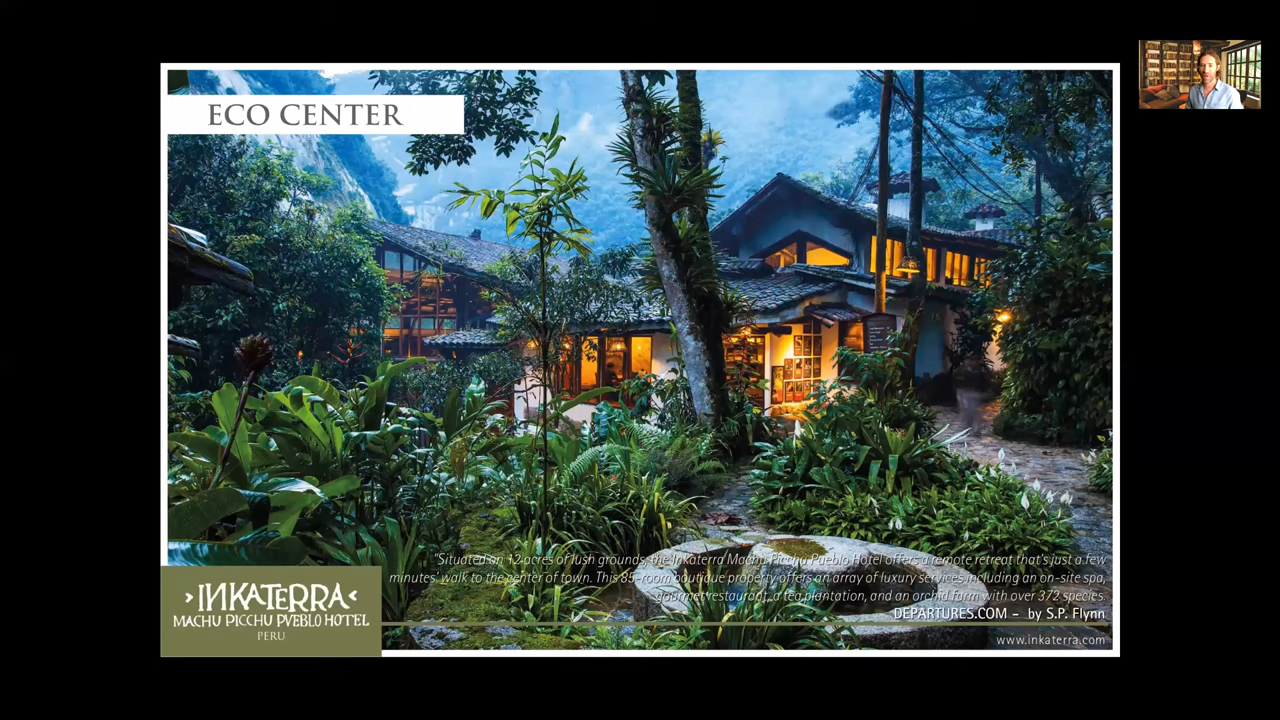 ECO CENTER
"Situated on 12 acres of lush grounds, the Inkaterra Machu Picchu Pueblo Hotel offers a remote retreat that's just a few
minutes' walk to the center of town. This 85-room boutique property offers an array of luxury services including an on-site spa,
gourmet restaurant, a tea plantation, and an orchid farm with over 372 species.
DEPARTURES.COM – by S.P. Flynn
INKATERRA
MACHU PICCHU PUEBLO HOTEL
PERU
www.inkaterra.com